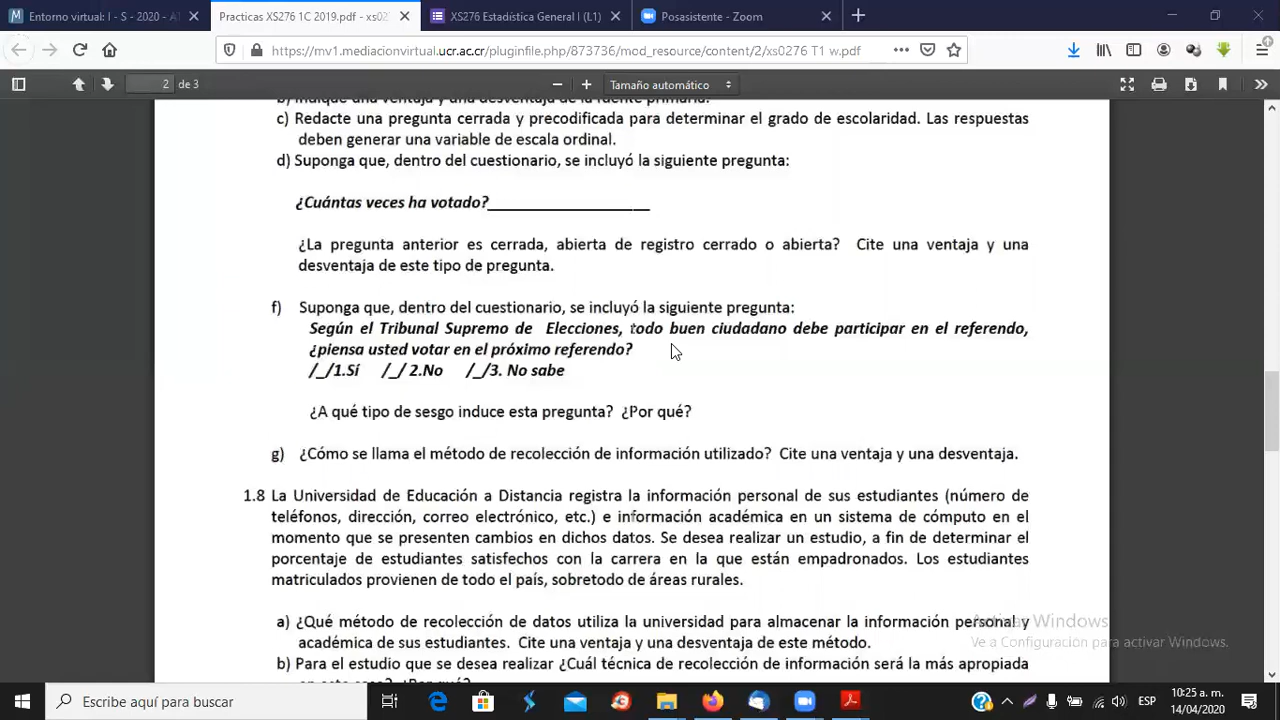 Entorno virtual: I - S - 2020 - A
Practicas XS276 1C 2019.pdf - xs02
XS276 Estadística General I (L1)
Posasistente - Zoom
https://mv1.mediacionvirtual.ucr.ac.cr/pluginfile.php/873736/mod_resource/content/2/xs0276 T1 w.pdf
2 de 3
Tamaño automático
b) Indique una ventaja y una desventaja de la fuente primaria.
c) Redacte una pregunta cerrada y precodificada para determinar el grado de escolaridad. Las respuestas
deben generar una variable de escala ordinal.
d) Suponga que, dentro del cuestionario, se incluyó la siguiente pregunta:
¿Cuántas veces ha votado?___________________
¿La pregunta anterior es cerrada, abierta de registro cerrado o abierta? Cite una ventaja y una
desventaja de este tipo de pregunta.
f) Suponga que, dentro del cuestionario, se incluyó la siguiente pregunta:
Según el Tribunal Supremo de Elecciones, todo buen ciudadano debe participar en el referendo,
¿piensa usted votar en el próximo referendo?
/_/1.Sí /_/ 2.No /_/3. No sabe
¿A qué tipo de sesgo induce esta pregunta? ¿Por qué?
g) ¿Cómo se llama el método de recolección de información utilizado? Cite una ventaja y una desventaja.
1.8 La Universidad de Educación a Distancia registra la información personal de sus estudiantes (número de
teléfonos, dirección, correo electrónico, etc.) e información académica en un sistema de cómputo en el
momento que se presenten cambios en dichos datos. Se desea realizar un estudio, a fin de determinar el
porcentaje de estudiantes satisfechos con la carrera en la que están empadronados. Los estudiantes
matriculados provienen de todo el país, sobretodo de áreas rurales.
a) ¿Qué método de recolección de datos utiliza la universidad para almacenar la información personal y
académica de sus estudiantes. Cite una ventaja y una desventaja de este método.
b) Para el estudio que se desea realizar ¿Cuál técnica de recolección de información será la más apropiada
en este caso? ¿Por qué?
Activar Windows
Ve a Configuración para activar Windows.
Escribe aquí para buscar
ESP
10:25 a. m.
14/04/2020